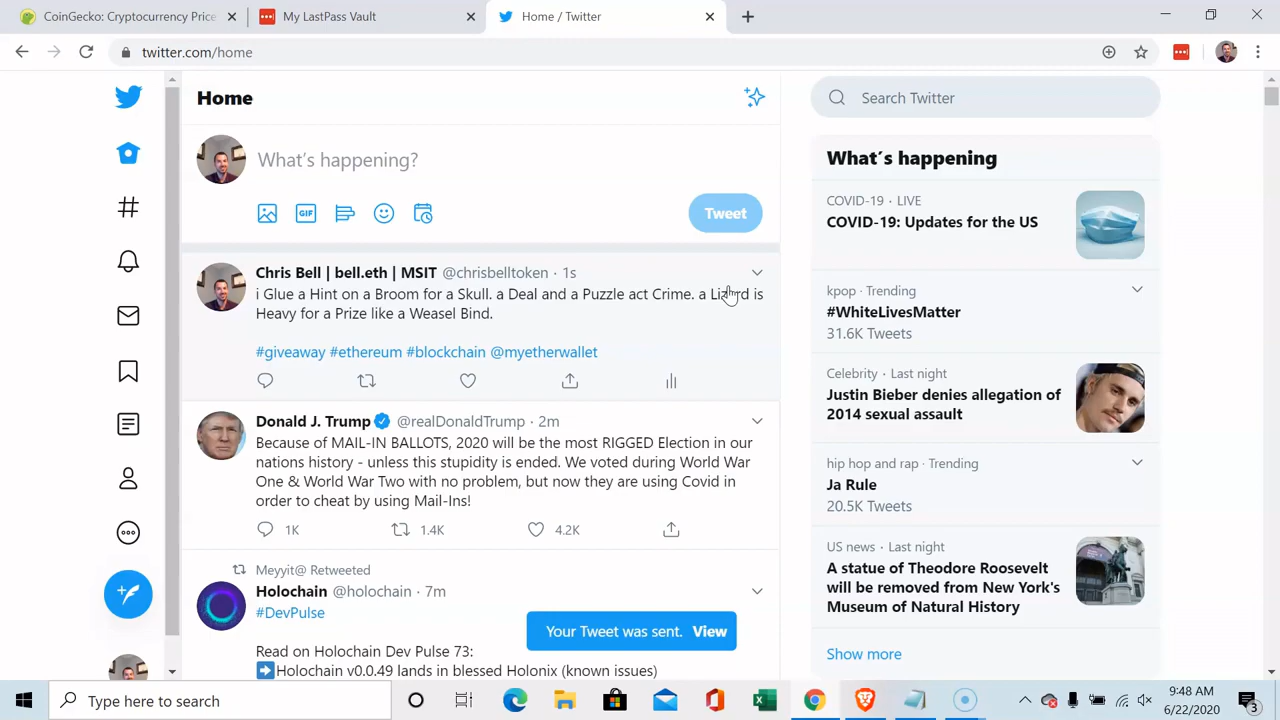 CoinGecko: Cryptocurrency Price
My LastPass Vault
Home / Twitter
twitter.com/home
Home
Search Twitter
What's happening?
Tweet
What´s happening
COVID-19 · LIVE
COVID-19: Updates for the US
Chris Bell | bell.eth | MSIT @chrisbelltoken · 1s
i Glue a Hint on a Broom for a Skull. a Deal and a Puzzle act Crime. a Lizard is
Heavy for a Prize like a Weasel Bind.
#giveaway #ethereum #blockchain @myetherwallet
kpop · Trending
#WhiteLivesMatter
31.6K Tweets
Celebrity · Last night
Justin Bieber denies allegation of
2014 sexual assault
Donald J. Trump @realDonaldTrump · 2m
Because of MAIL-IN BALLOTS, 2020 will be the most RIGGED Election in our
nations history - unless this stupidity is ended. We voted during World War
One & World War Two with no problem, but now they are using Covid in
order to cheat by using Mail-Ins!
1K
1.4K
4.2K
hip hop and rap · Trending
Ja Rule
20.5K Tweets
US news · Last night
A statue of Theodore Roosevelt
will be removed from New York's
Museum of Natural History
Show more
Meyyit@ Retweeted
Holochain @holochain · 7m
#DevPulse
Read on Holochain Dev Pulse 73:
Holochain v0.0.49 lands in blessed Holonix (known issues)
Your Tweet was sent. View
GIF
Type here to search
9:48 AM
6/22/2020
3